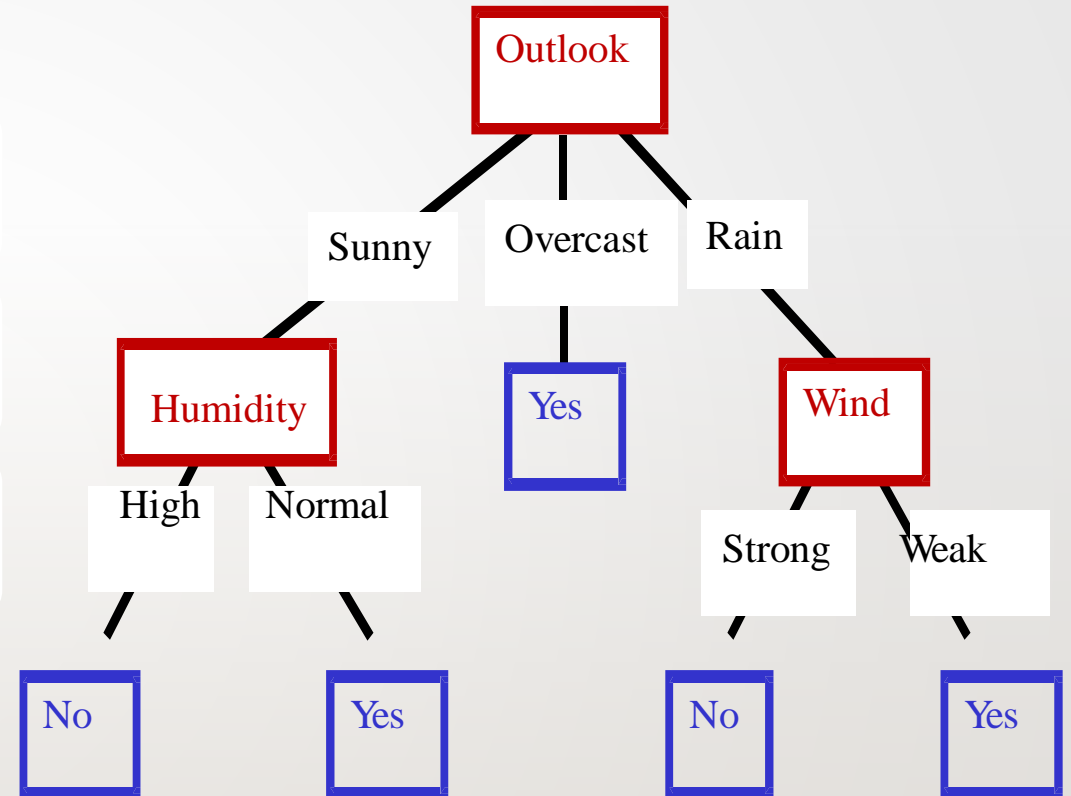 Outlook
Sunny
Overcast
Rain
Humidity
Yes
Wind
High
Normal
Strong
Weak
No
Yes
No
Yes